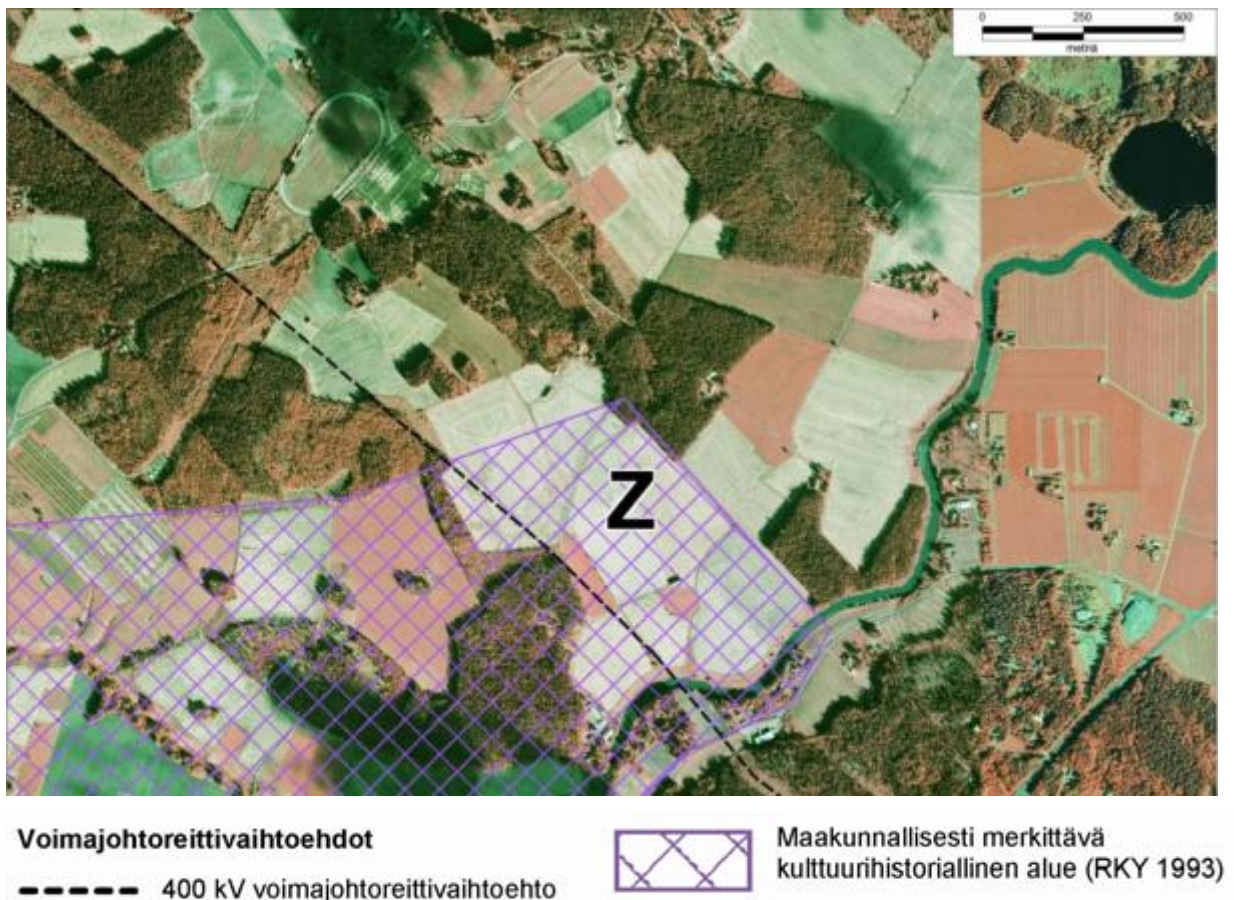 0 250 500
metriä
Z
Voimajohtoreittivaihtoehdot
400 kV voimajohtoreittivaihtoehto
Maakunnallisesti merkittävä
kulttuurihistoriallinen alue (RKY 1993)